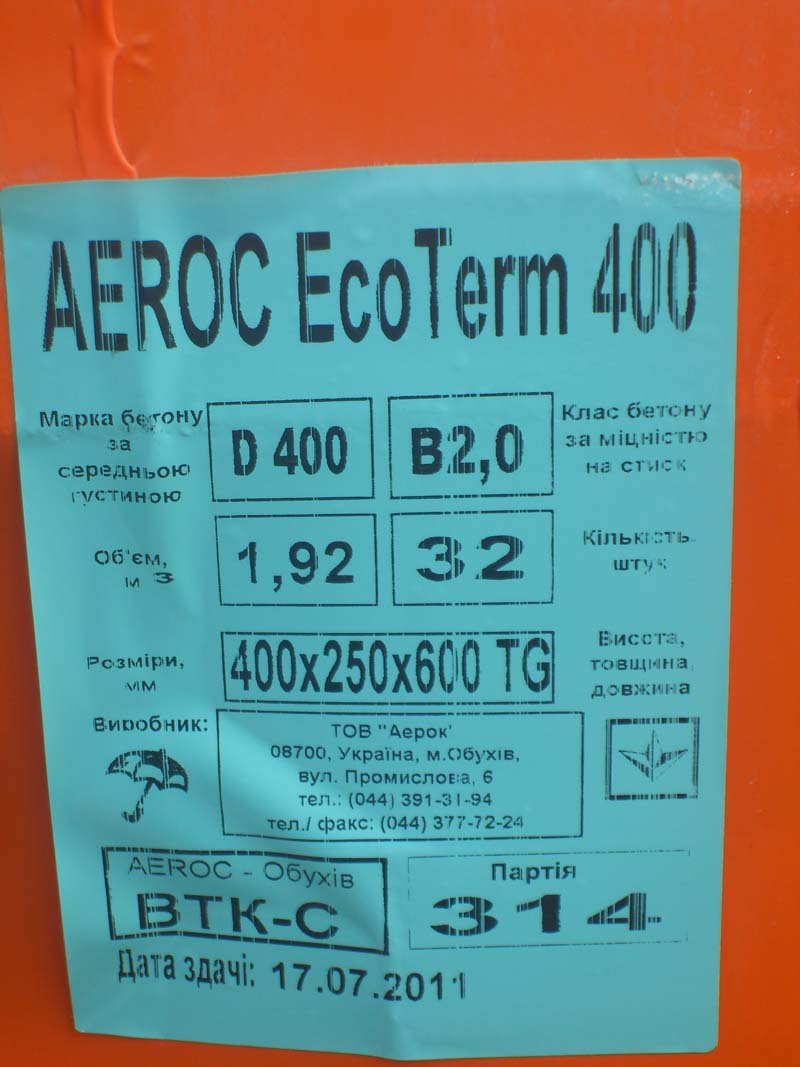 AEROC EcoTerm 400
Марка бетону
за
середньою
густиною
D 400
B2,0
Клас бетону
за міцністю
на стиск
Об'єм,
м 3
1,92
32
Кількість,
штук
Розміри,
мм
400x250x600 TG
Висота,
товщина,
довжина
Виробник:
ТОВ "Аерок"
08700, Україна, м.Обухів,
вул. Промислова, 6
тел.: (044) 391-31-94
тел./ факс: (044) 377-72-24
AEROC - Обухів
ВТК-С
Партія
314
Дата здачі: 17.07.2011